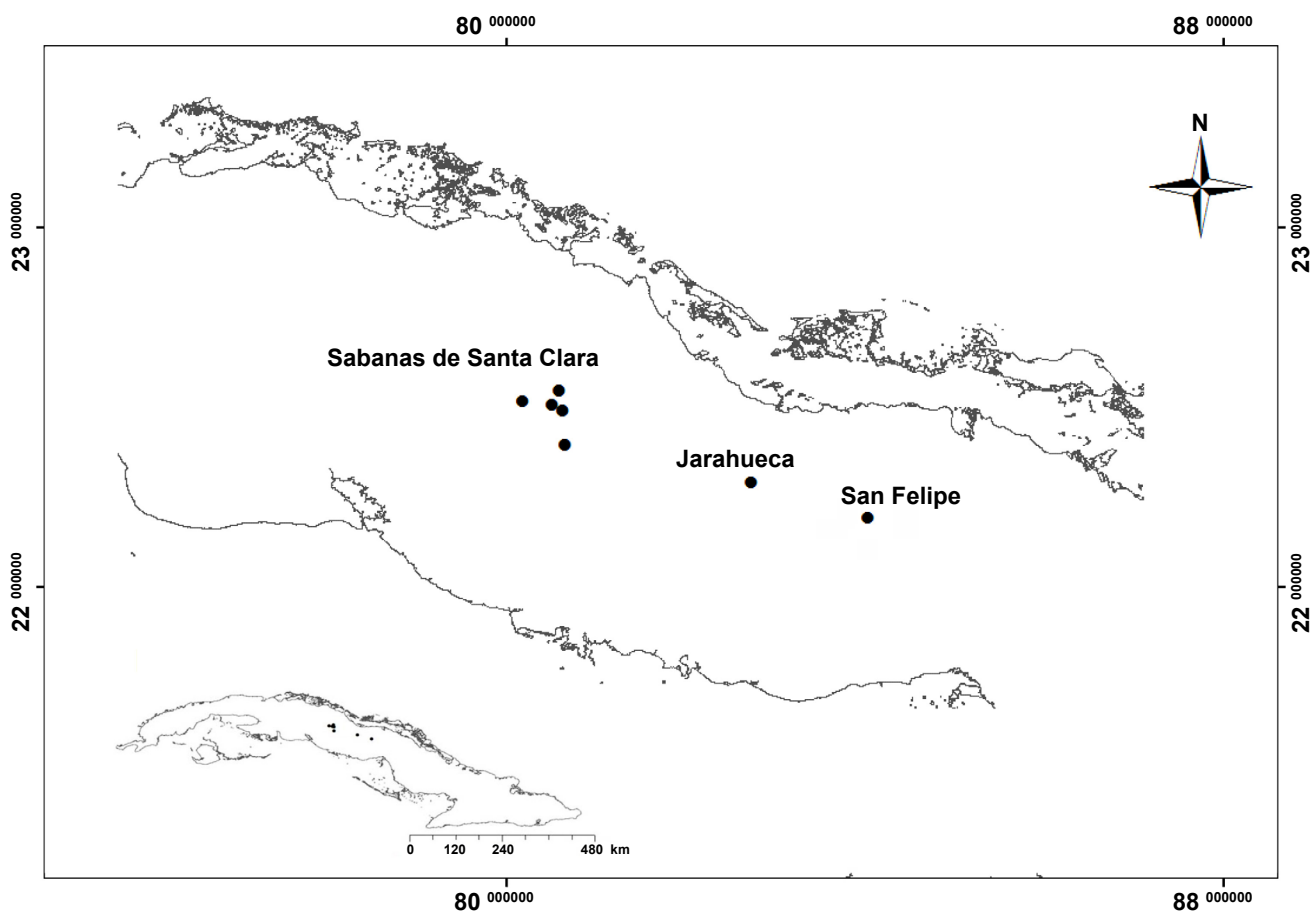 80 000000 88 000000
N
23 000000 23 000000
Sabanas de Santa Clara
Jarahueca
San Felipe
22 000000 22 000000
0 120 240 480 km
80 000000 88 000000